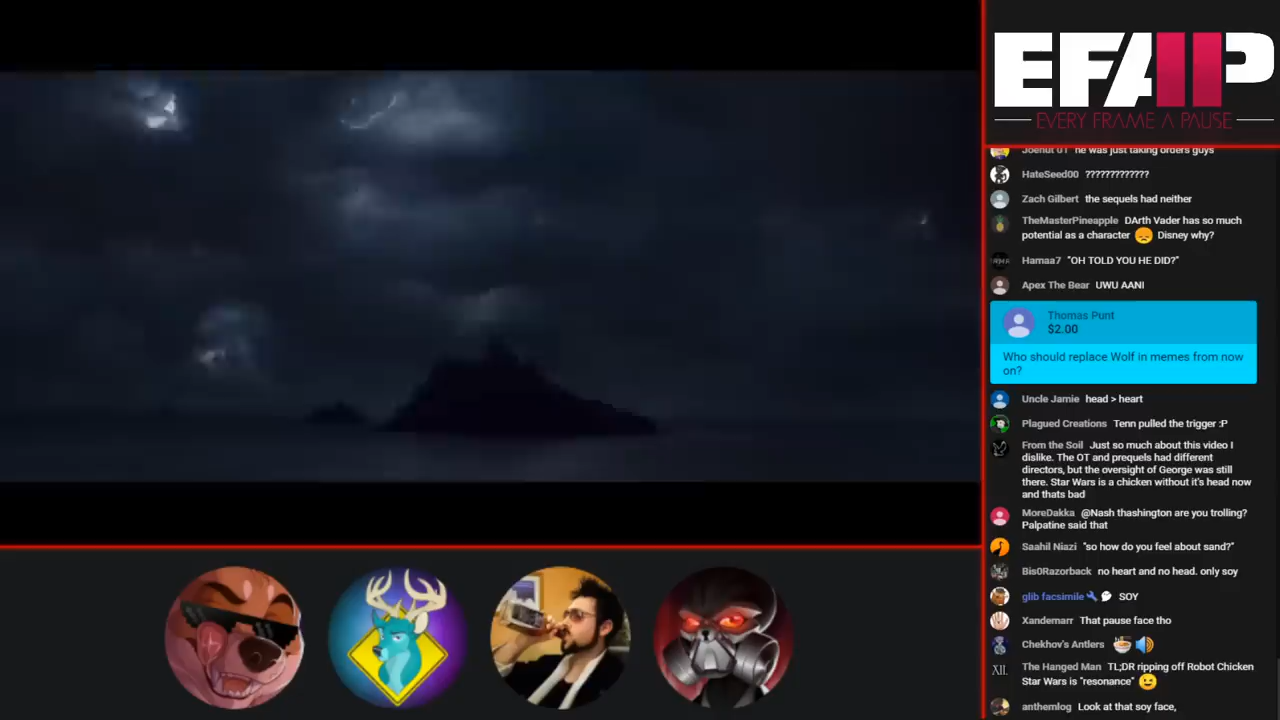 EFAP
EVERY FRAME A PAUSE
Joehut 01 he was just taking orders guys
HateSeed00 ?????????????
Zach Gilbert the sequels had neither
TheMasterPineapple DArth Vader has so much
potential as a character 😞 Disney why?
Hamaa7 "OH TOLD YOU HE DID?"
Apex The Bear UWU AANI
Thomas Punt
$2.00
Who should replace Wolf in memes from now
on?
Uncle Jamie head > heart
Plagued Creations Tenn pulled the trigger :P
From the Soil Just so much about this video I
dislike. The OT and prequels had different
directors, but the oversight of George was still
there. Star Wars is a chicken without it's head now
and thats bad
MoreDakka @Nash thashington are you trolling?
Palpatine said that
Saahil Niazi "so how do you feel about sand?"
Bis0Razorback no heart and no head. only soy
glib facsimile SOY
Xandemarr That pause face tho
Chekhov's Antlers
XII. The Hanged Man TL;DR ripping off Robot Chicken
Star Wars is "resonance" 😉
anthemlog Look at that soy face,